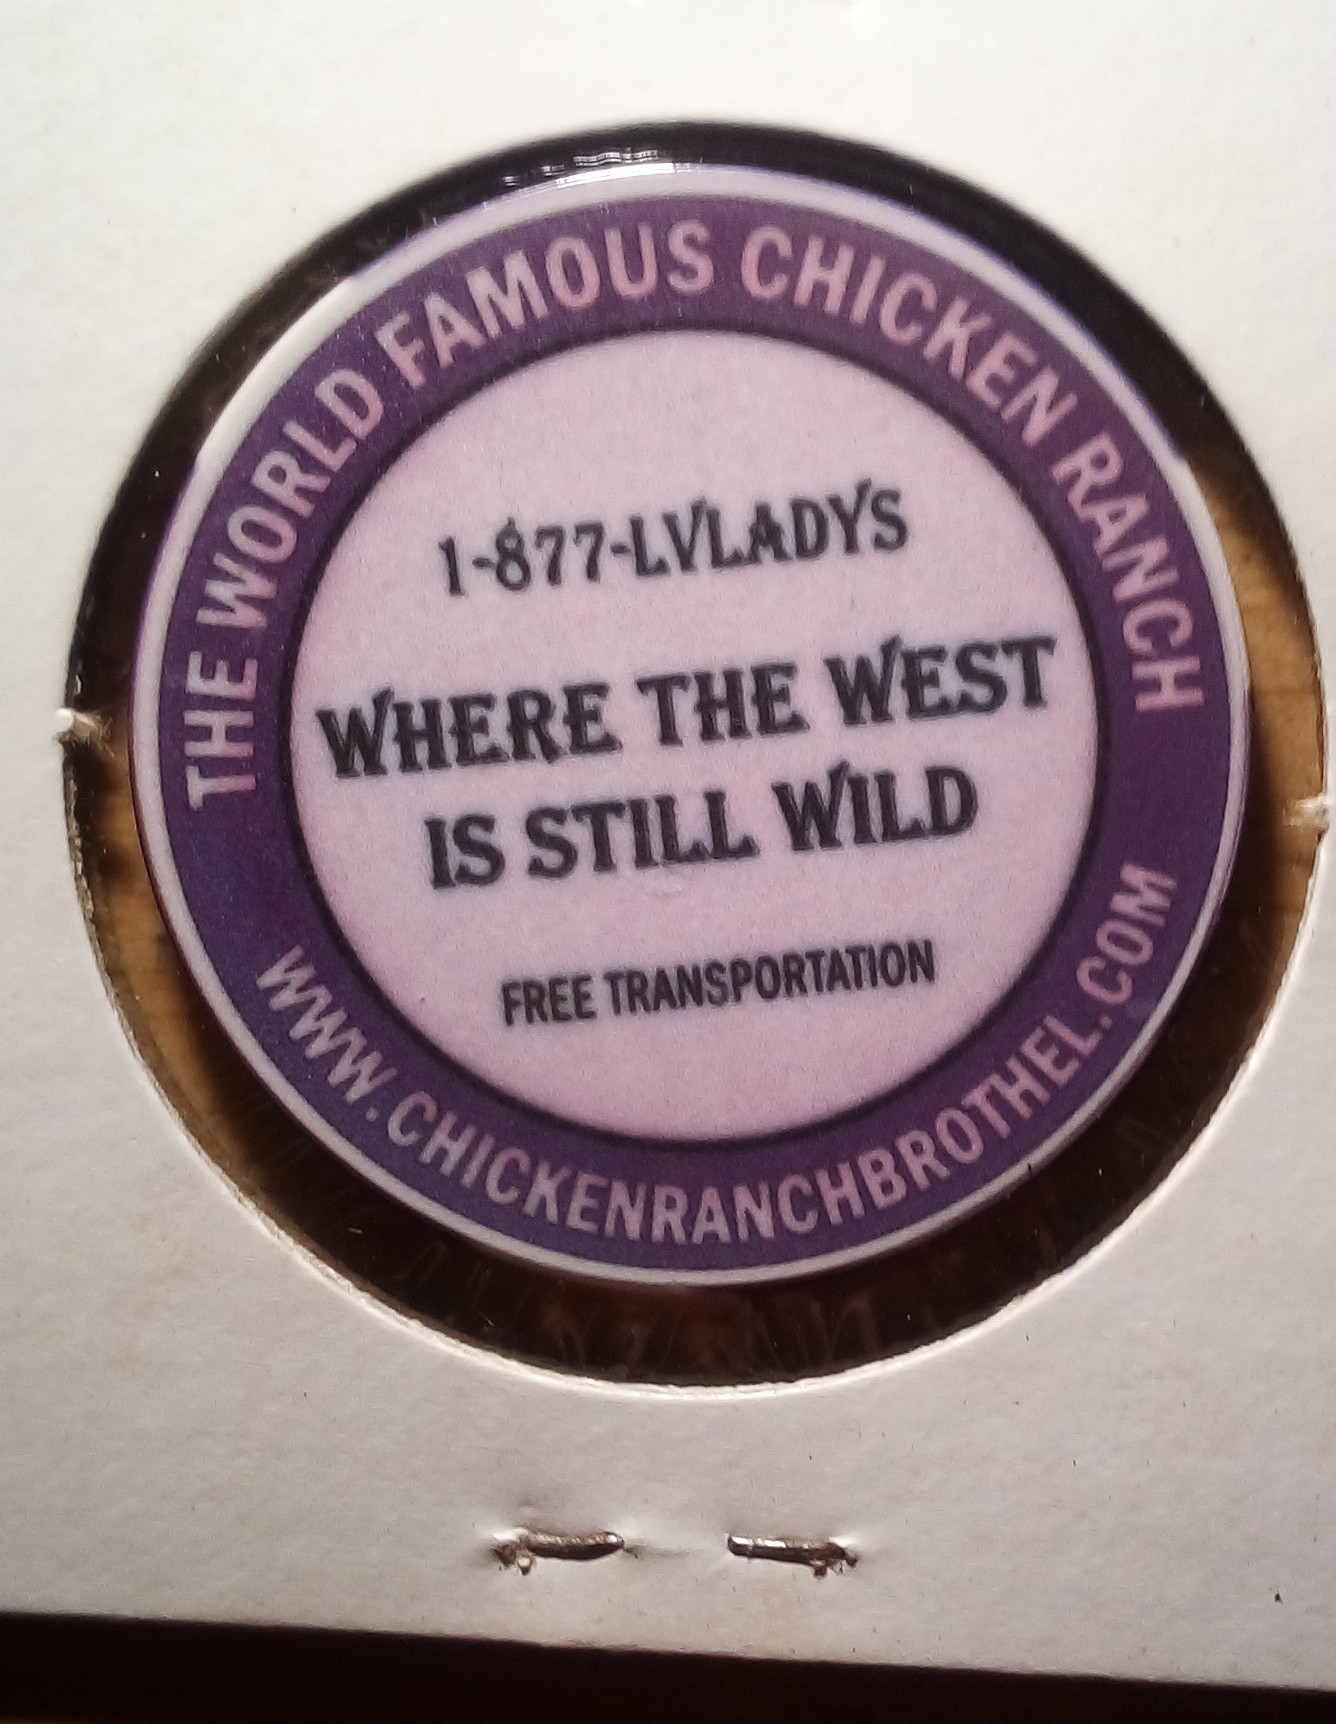 THE WORLD FAMOUS CHICKEN RANCH
1-877-LVLADYS
WHERE THE WEST
IS STILL WILD
FREE TRANSPORTATION
WWW.CHICKENRANCHBROTHEL.COM